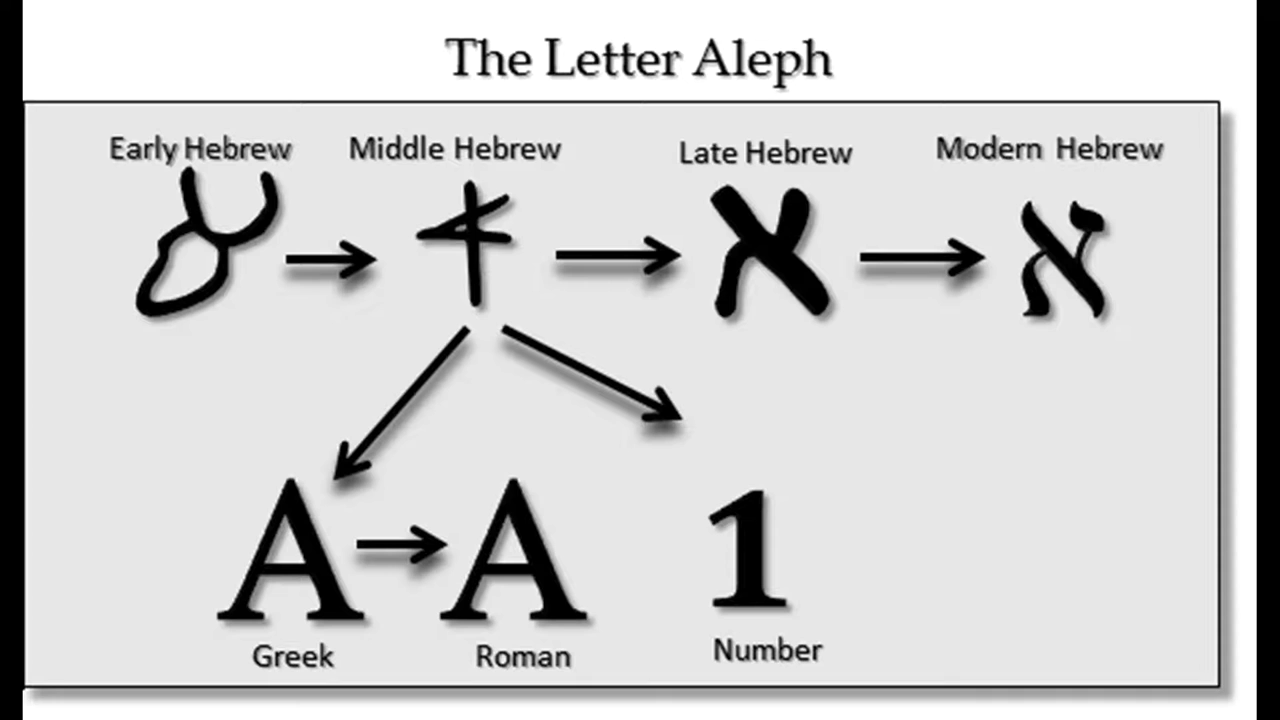 The Letter Aleph
Early Hebrew
Middle Hebrew
Late Hebrew
Modern Hebrew
𐤀
א
א
A
A
1
Greek
Roman
Number